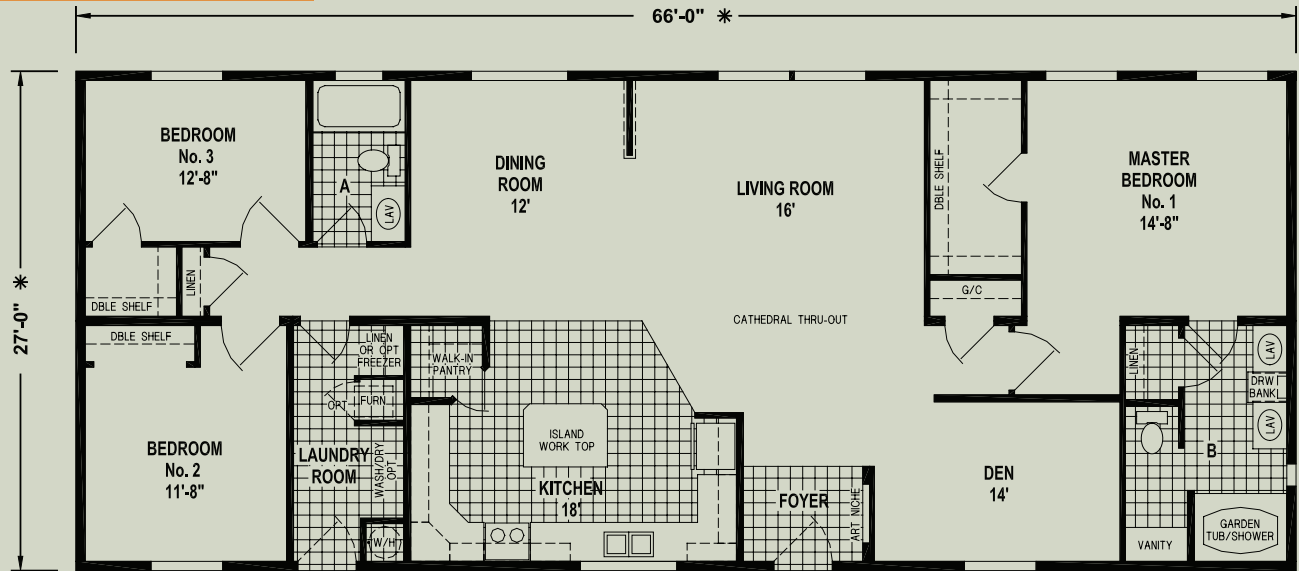 66'-0" *
27'-0" *
BEDROOM
No. 3
12'-8"
A
LAV
DINING
ROOM
12'
LIVING ROOM
16'
DBLE SHELF
MASTER
BEDROOM
No. 1
14'-8"
DBLE SHELF
LINEN
G/C
CATHEDRAL THRU-OUT
DBLE SHELF
LINEN
OR OPT
FREEZER
WALK-IN
PANTRY
OPT
FURN
LINEN
LAV
DRW
BANK
LAV
BEDROOM
No. 2
11'-8"
LAUNDRY
ROOM
WASH/DRY
OPT
W/H
ISLAND
WORK TOP
KITCHEN
18'
FOYER
ART NICHE
DEN
14'
B
VANITY
GARDEN
TUB/SHOWER